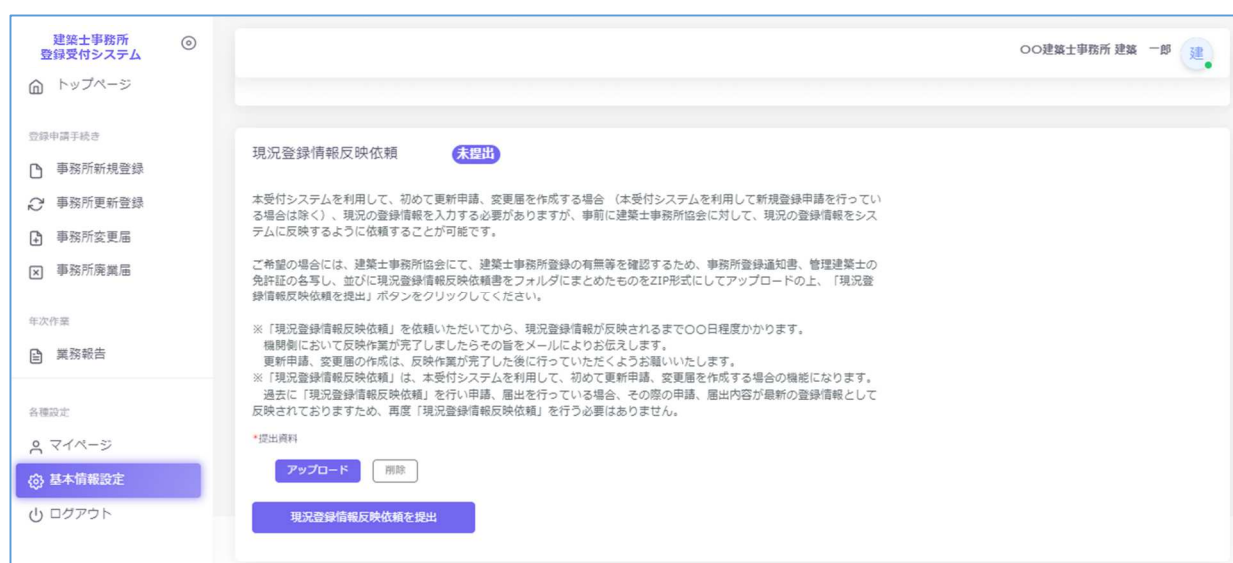 建築士事務所
登録受付システム
トップページ
登録申請手続き
事務所新規登録
事務所更新登録
事務所変更届
事務所廃業届
年次作業
業務報告
各種設定
マイページ
基本情報設定
ログアウト
〇〇建築士事務所 建築 一郎
建
現況登録情報反映依頼 未提出
本受付システムを利用して、初めて更新申請、変更届を作成する場合 (本受付システムを利用して新規登録申請を行ってい
る場合は除く) 、現況の登録情報を入力する必要がありますが、事前に建築士事務所協会に対して、現況の登録情報をシス
テムに反映するように依頼することが可能です。
ご希望の場合には、建築士事務所協会にて、建築士事務所登録の有無等を確認するため、事務所登録通知書、管理建築士の
免許証の各写し、並びに現況登録情報反映依頼書をフォルダにまとめたものをZIP形式にしてアップロードの上、「現況登
録情報反映依頼を提出」ボタンをクリックしてください。
※「現況登録情報反映依頼」を依頼いただいてから、現況登録情報が反映されるまで〇〇日程度かかります。
機関側において反映作業が完了しましたらその旨をメールによりお伝えします。
更新申請、変更届の作成は、反映作業が完了した後に行っていただくようお願いいたします。
※「現況登録情報反映依頼」は、本受付システムを利用して、初めて更新申請、変更届を作成する場合の機能になります。
過去に「現況登録情報反映依頼」を行い申請、届出を行っている場合、その際の申請、届出内容が最新の登録情報として
反映されておりますため、再度「現況登録情報反映依頼」を行う必要はありません。
*提出資料
アップロード 削除
現況登録情報反映依頼を提出